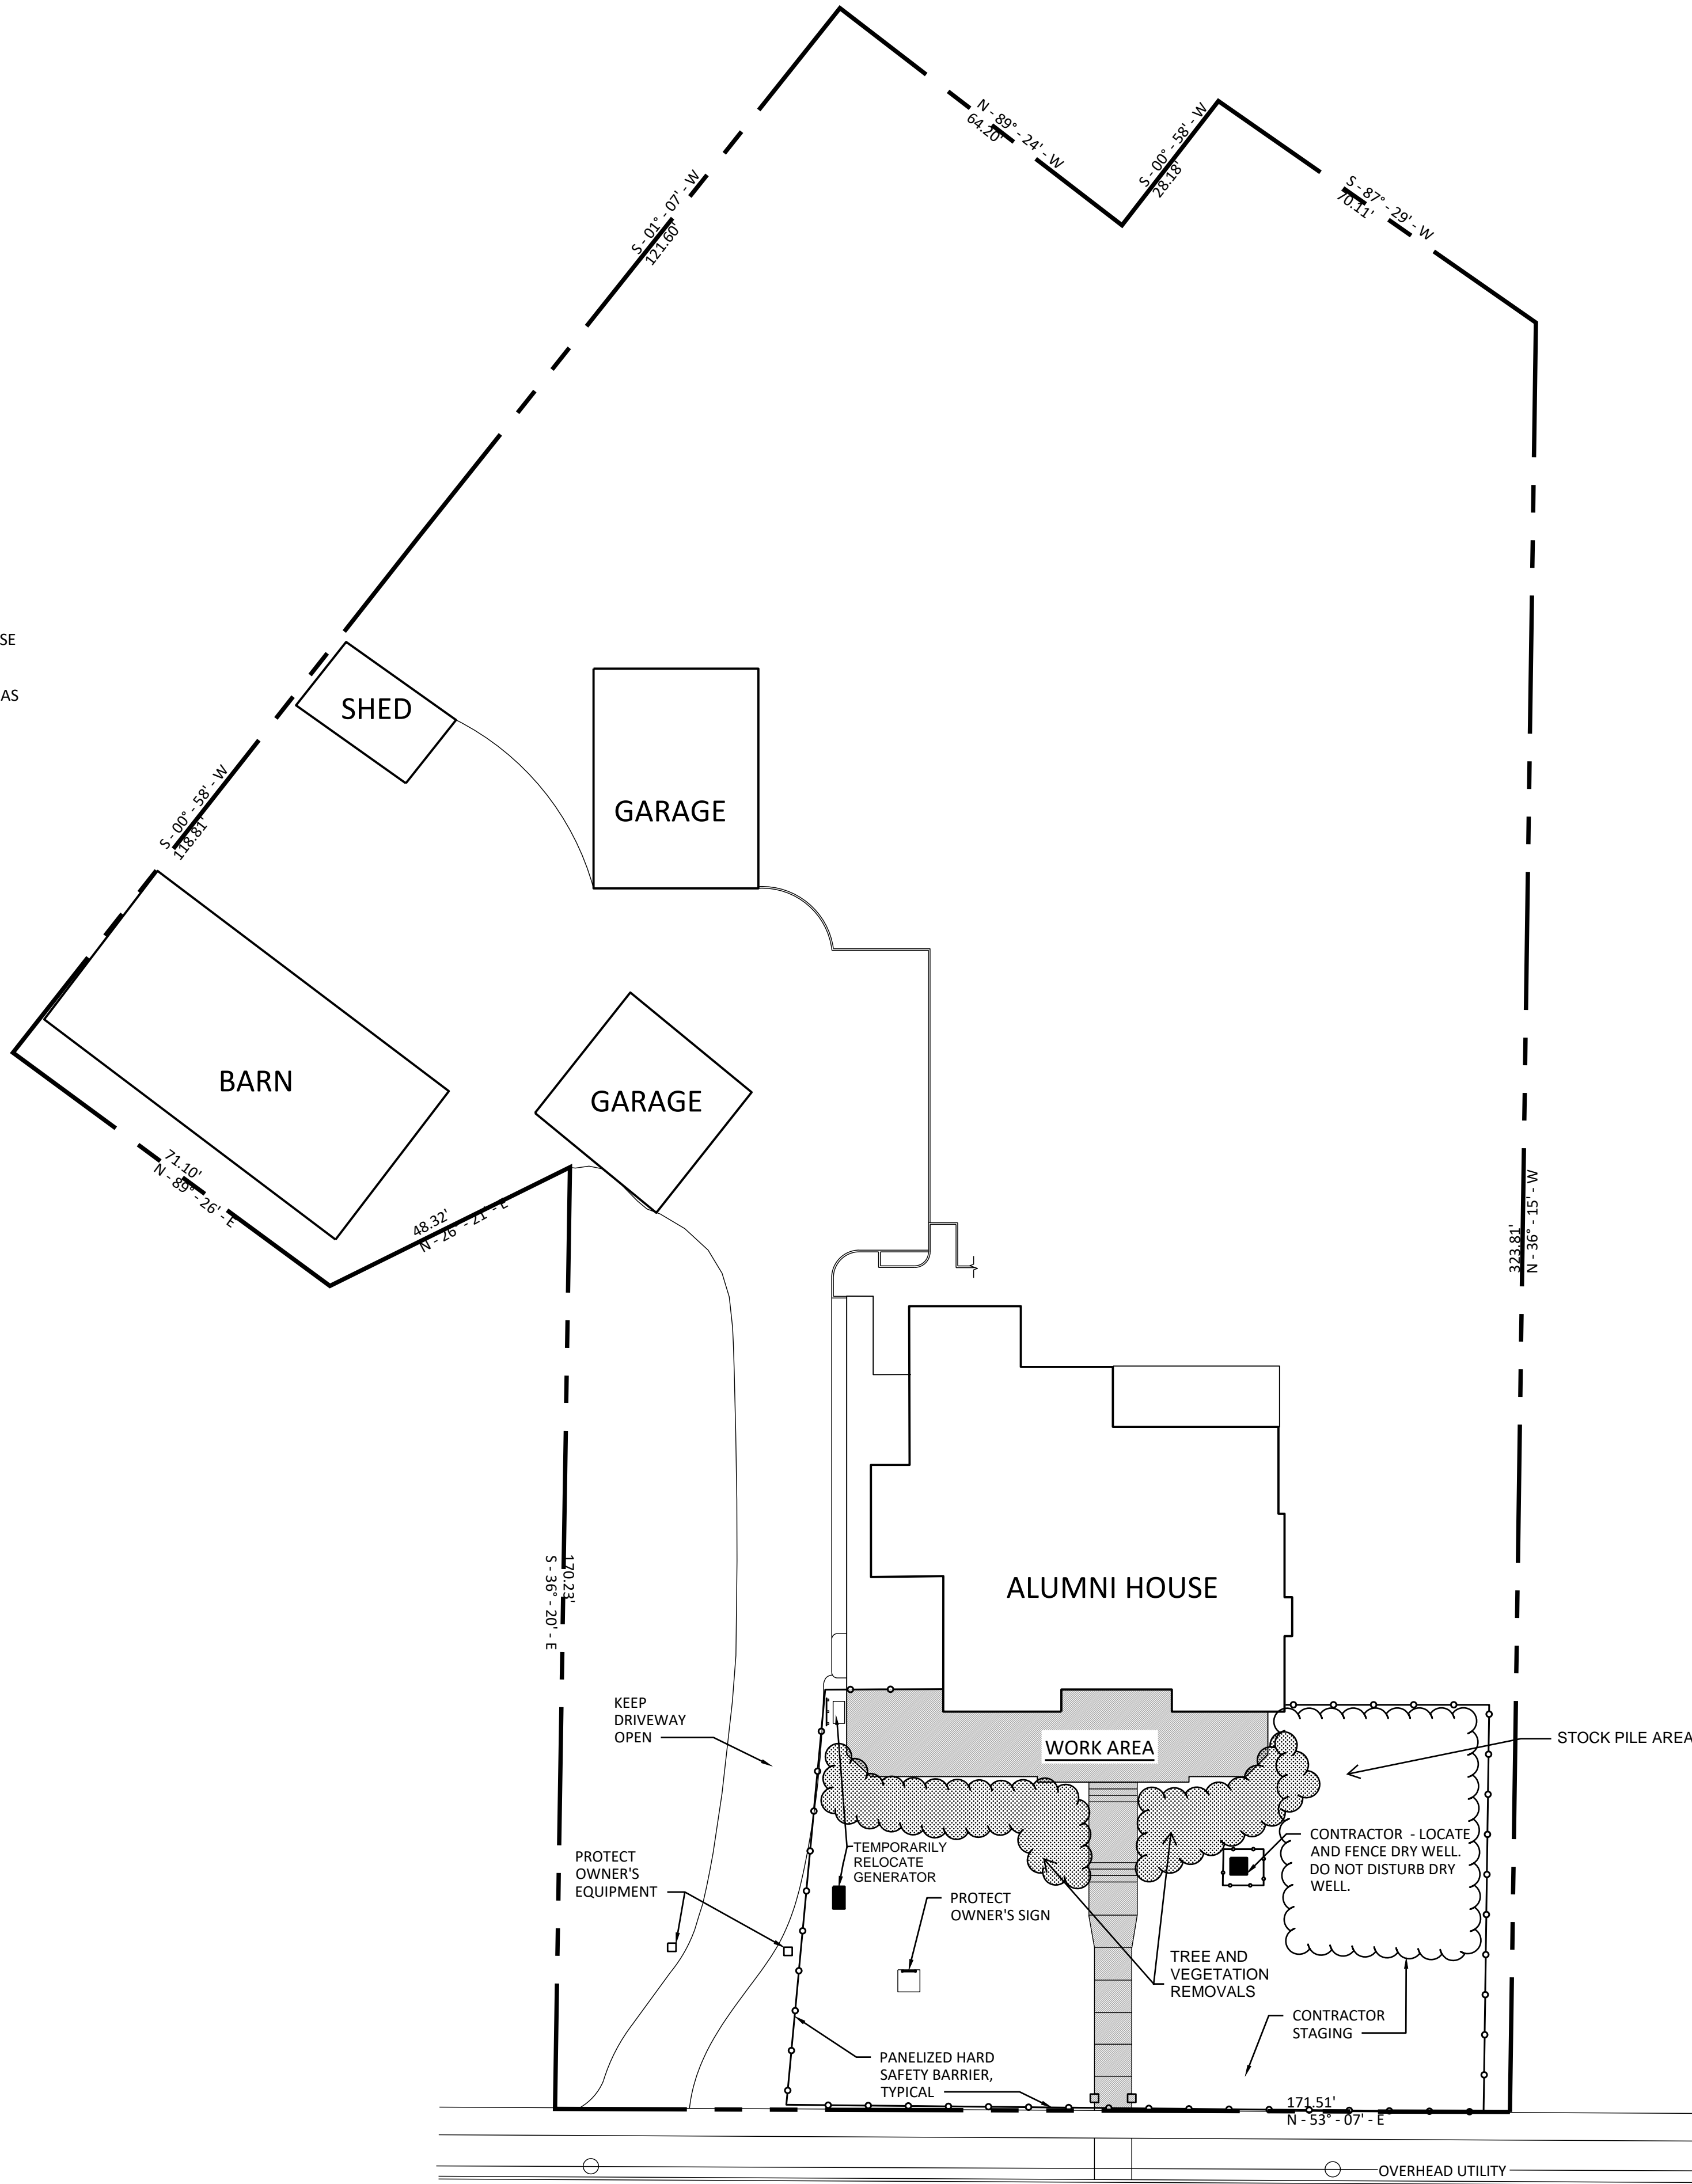 N - 89° - 24' - W
64.20'
S - 00° - 58' - W
28.18'
S - 87° - 29' - W
70.11'
S - 01° - 07' - W
121.60'
SE
AS
SHED
GARAGE
S - 00° - 58' - W
118.81'
BARN
GARAGE
71.10'
N - 89° - 26' - E
48.32'
N - 26° - 21' - E
323.81'
N - 36° - 15' - W
170.23'
S - 36° - 20' - E
ALUMNI HOUSE
KEEP
DRIVEWAY
OPEN
WORK AREA
STOCK PILE AREA
CONTRACTOR - LOCATE
AND FENCE DRY WELL.
DO NOT DISTURB DRY
WELL.
TEMPORARILY
RELOCATE
GENERATOR
PROTECT
OWNER'S
EQUIPMENT
PROTECT
OWNER'S SIGN
TREE AND
VEGETATION
REMOVALS
CONTRACTOR
STAGING
PANELIZED HARD
SAFETY BARRIER,
TYPICAL
171.51'
N - 53° - 07' - E
OVERHEAD UTILITY